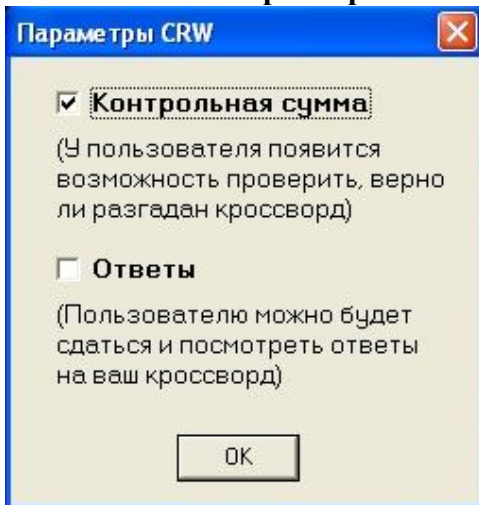 Параметры CRW
Контрольная сумма
(У пользователя появится
возможность проверить, верно
ли разгадан кроссворд)
Ответы
(Пользователю можно будет
сдаться и посмотреть ответы
на ваш кроссворд)
OK